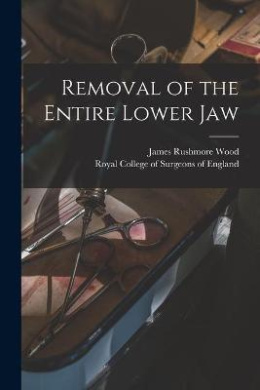 Removal of the
Entire Lower Jaw
James Rushmore Wood
Royal College of Surgeons of England